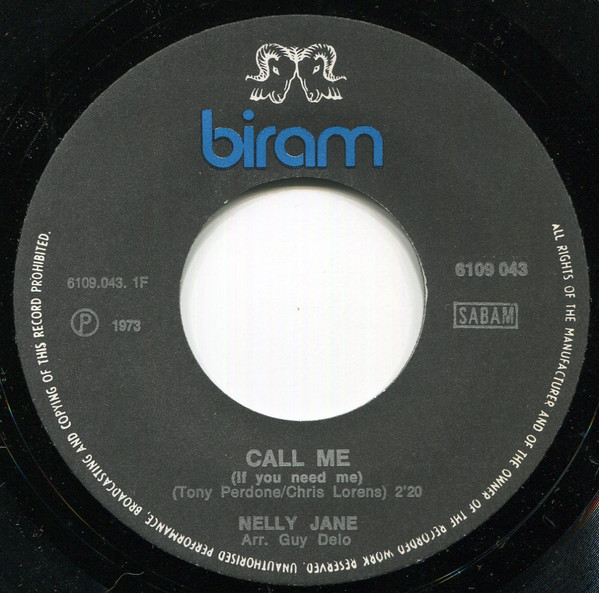 biram
6109.043. 1F
6109 043
Ⓟ 1973
SABAM
CALL ME
(If you need me)
(Tony Perdone/Chris Lorens) 2'20
NELLY JANE
Arr. Guy Delo
ALL RIGHTS OF THE MANUFACTURER AND OF THE OWNER OF THE RECORDED WORK RESERVED. UNAUTHORISED PERFORMANCE, BROADCASTING AND COPYING OF THIS RECORD PROHIBITED.